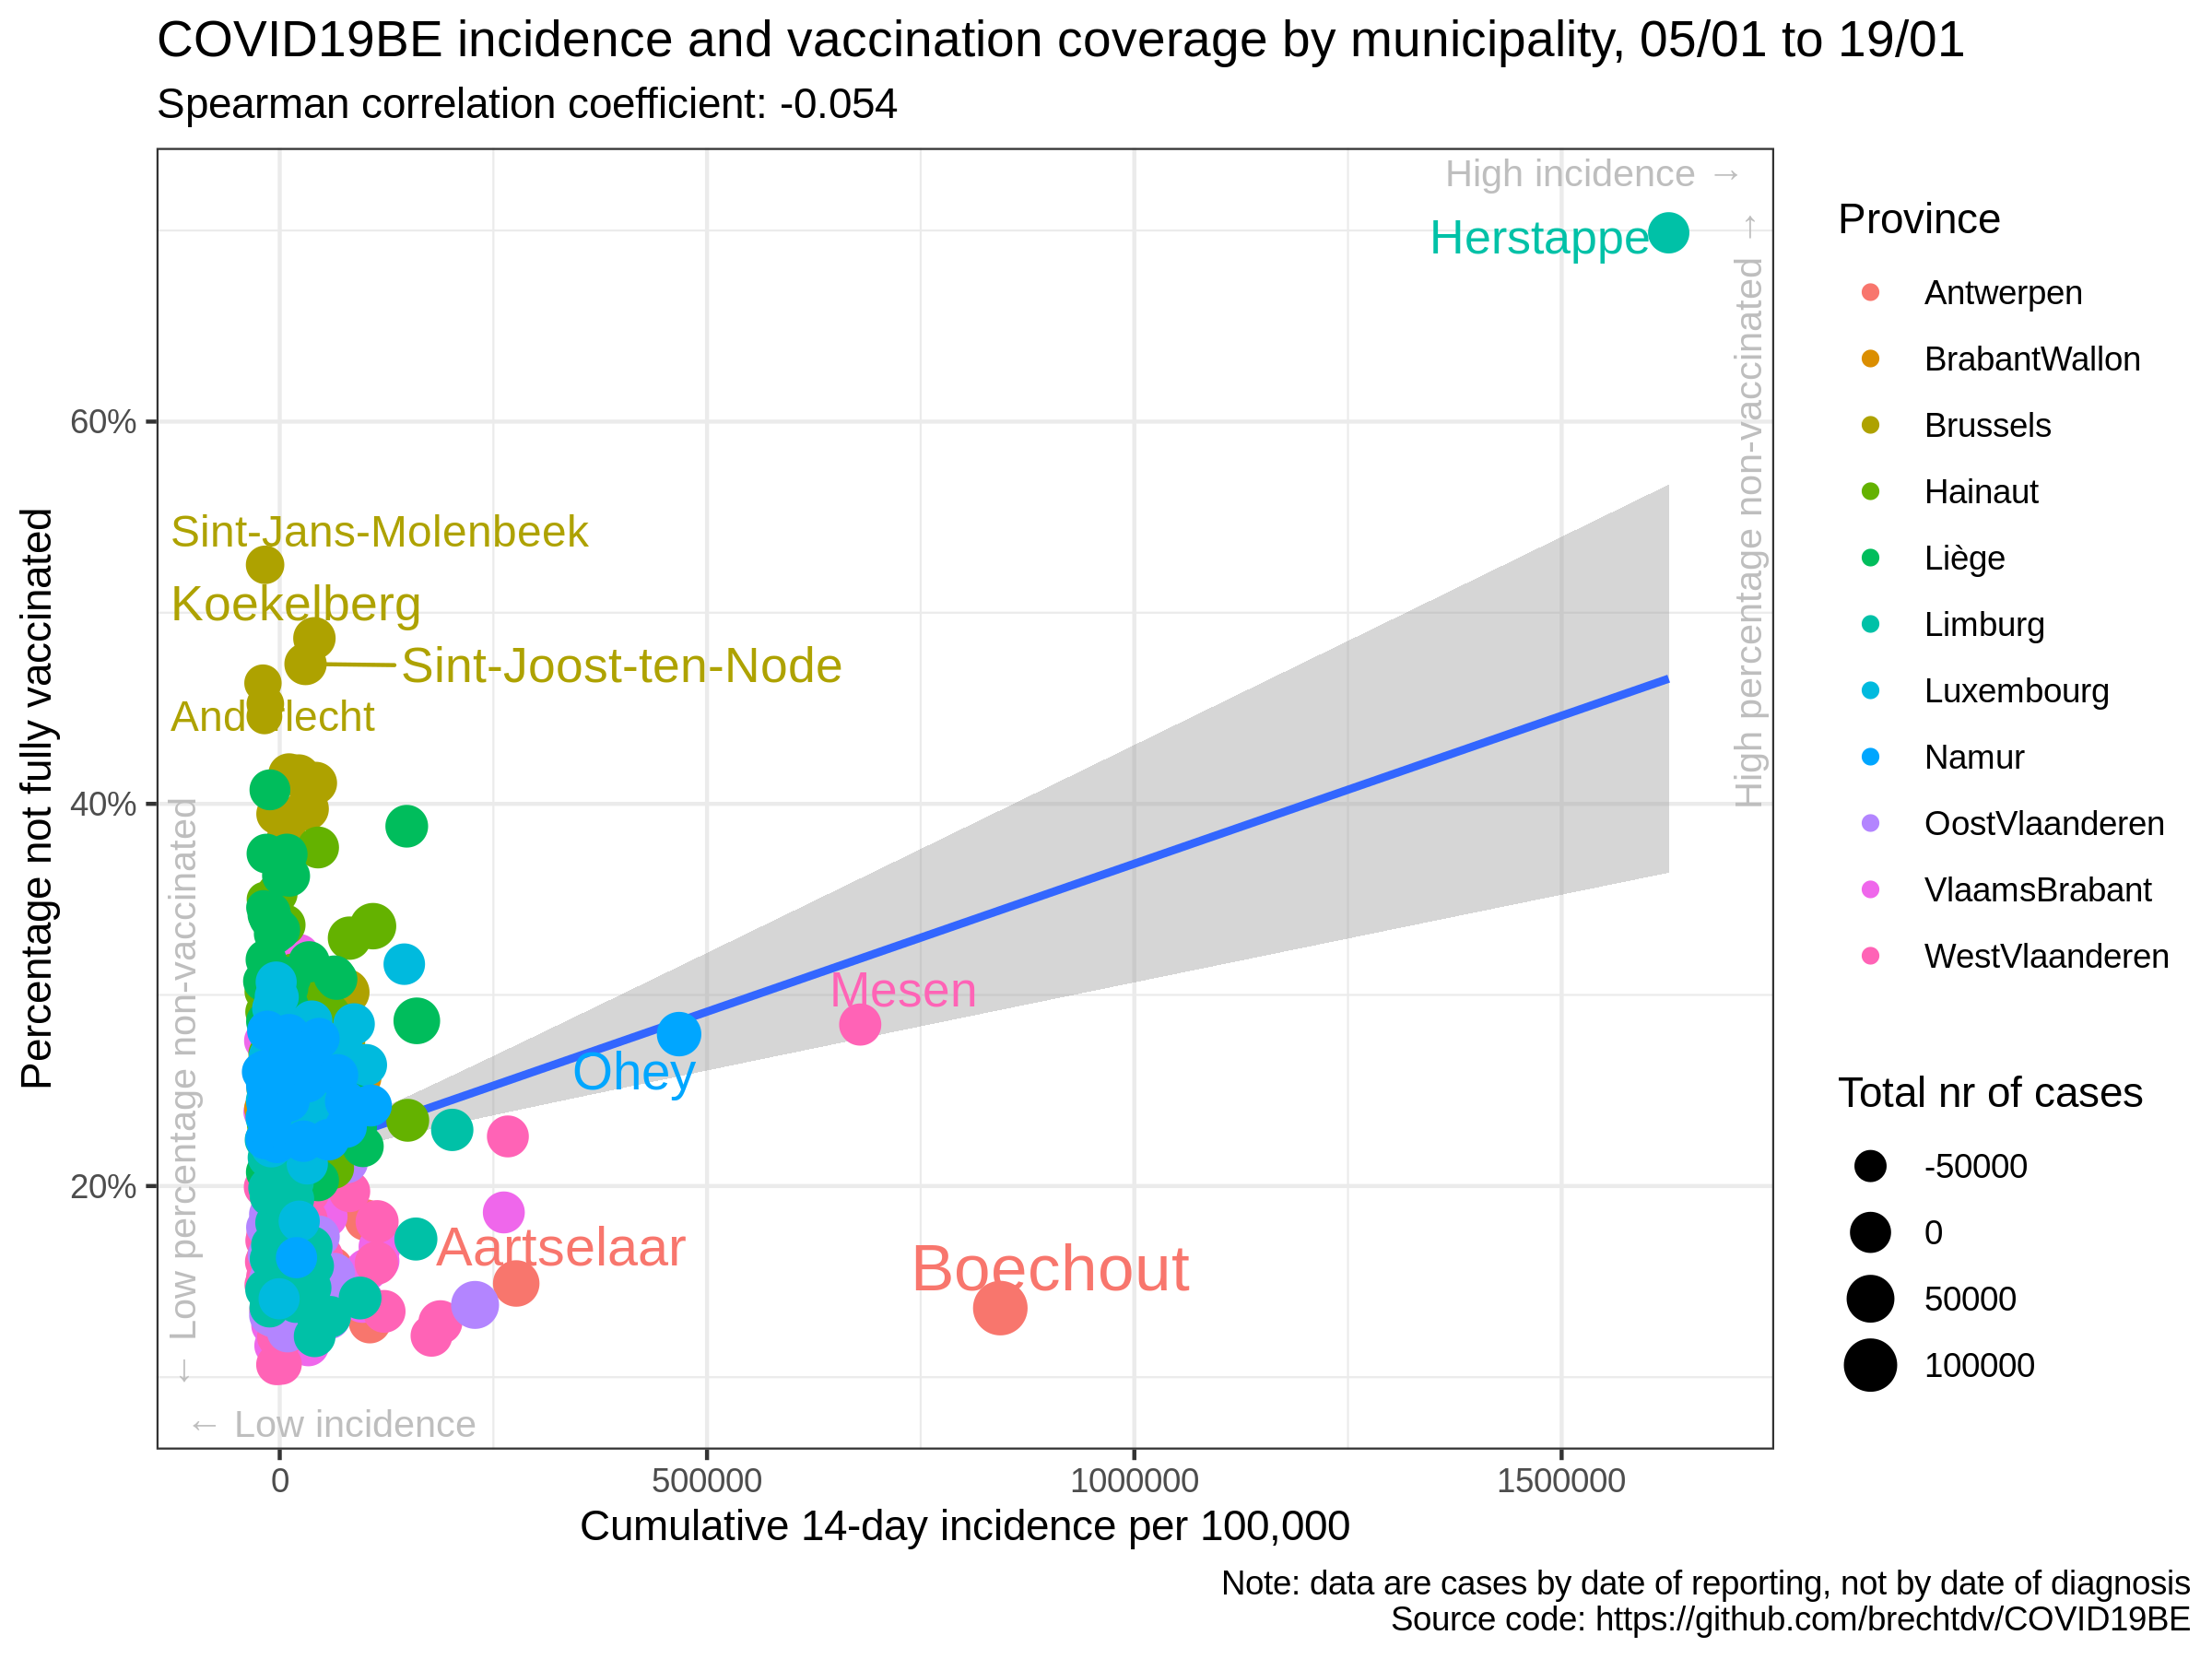 COVID19BE incidence and vaccination coverage by municipality, 05/01 to 19/01
Spearman correlation coefficient: -0.054
High incidence →
Herstappe
High percentage non-vaccinated →
Percentage not fully vaccinated
60%
40%
20%
Sint-Jans-Molenbeek
Koekelberg
Sint-Joost-ten-Node
← Low percentage non-vaccinated
Mesen
Ohey
Aartselaar
Boechout
← Low incidence
0
500000
1000000
1500000
Cumulative 14-day incidence per 100,000
Province
Antwerpen
BrabantWallon
Brussels
Hainaut
Liège
Limburg
Luxembourg
Namur
OostVlaanderen
VlaamsBrabant
WestVlaanderen
Total nr of cases
-50000
0
50000
100000
Note: data are cases by date of reporting, not by date of diagnosis
Source code: https://github.com/brechtdv/COVID19BE